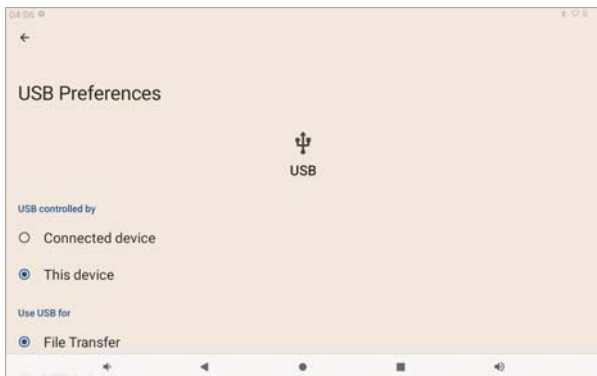 04:06
USB Preferences
USB
USB controlled by
Connected device
This device
Use USB for
File Transfer